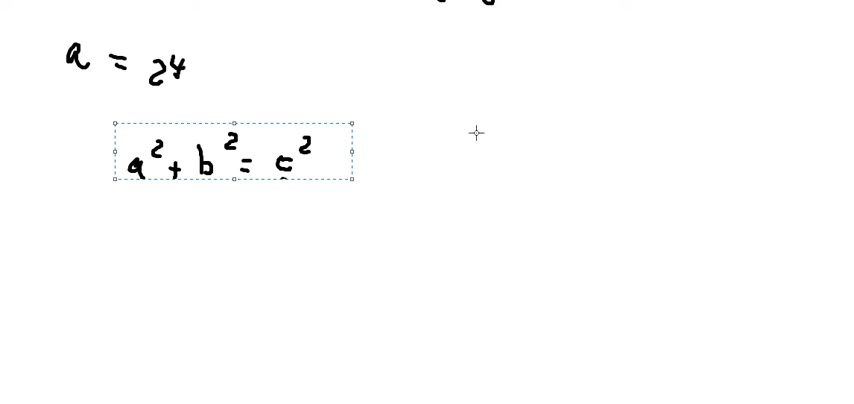 a = 24
a² + b² = c²